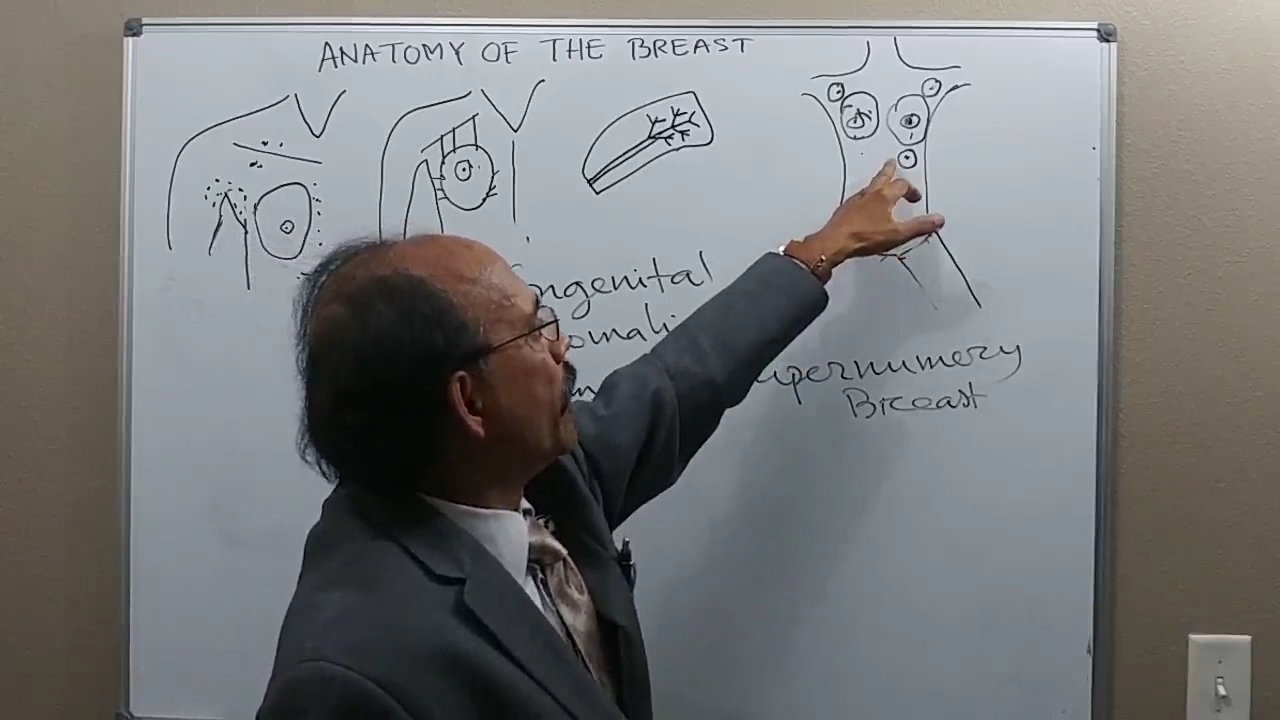 ANATOMY OF THE BREAST
ngenital
omali
upernumery
Breast